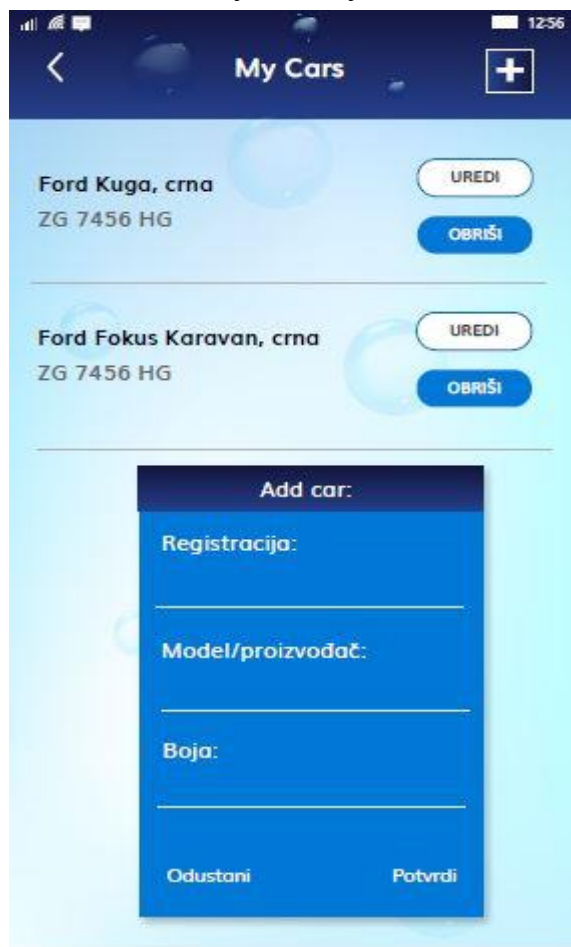 12:56
My Cars
Ford Kuga, crna
UREDI
ZG 7456 HG
OBRIŠI
Ford Fokus Karavan, crna
UREDI
ZG 7456 HG
OBRIŠI
Add car:
Registracija:
Model/proizvođač:
Boja:
Odustani
Potvrdi